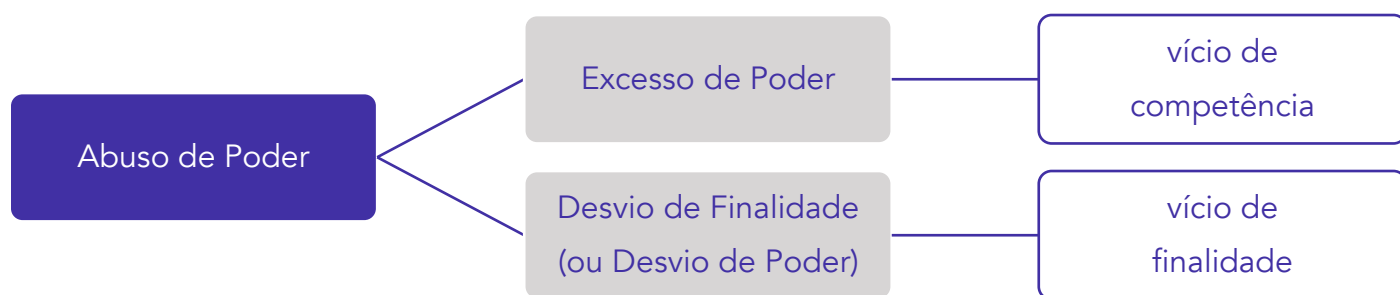 Abuso de Poder
Excesso de Poder
vício de
competência
Desvio de Finalidade
(ou Desvio de Poder)
vício de
finalidade